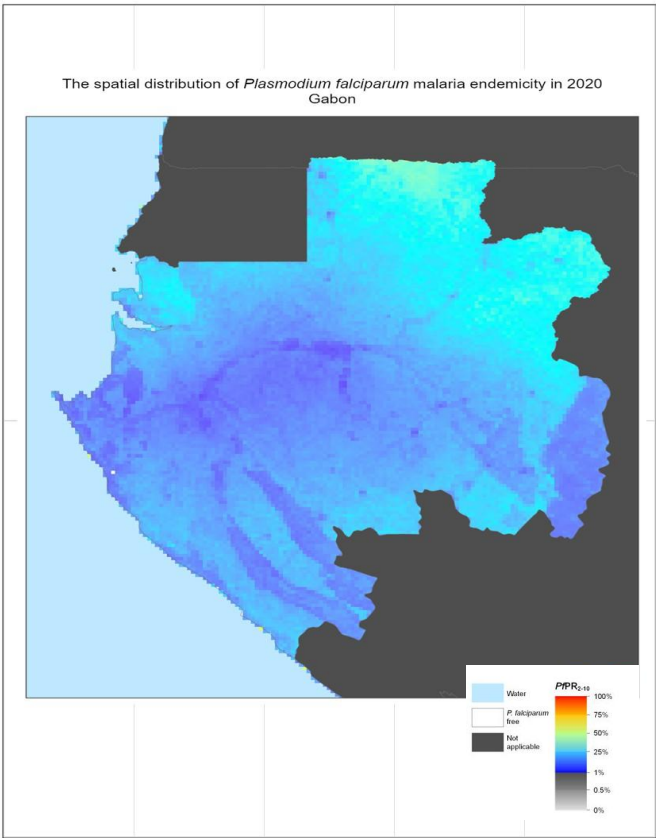 The spatial distribution of Plasmodium falciparum malaria endemicity in 2020
Gabon
Water
P. falciparum
free
Not
applicable
PfPR2-10
100%
75%
50%
25%
1%
0.5%
0%